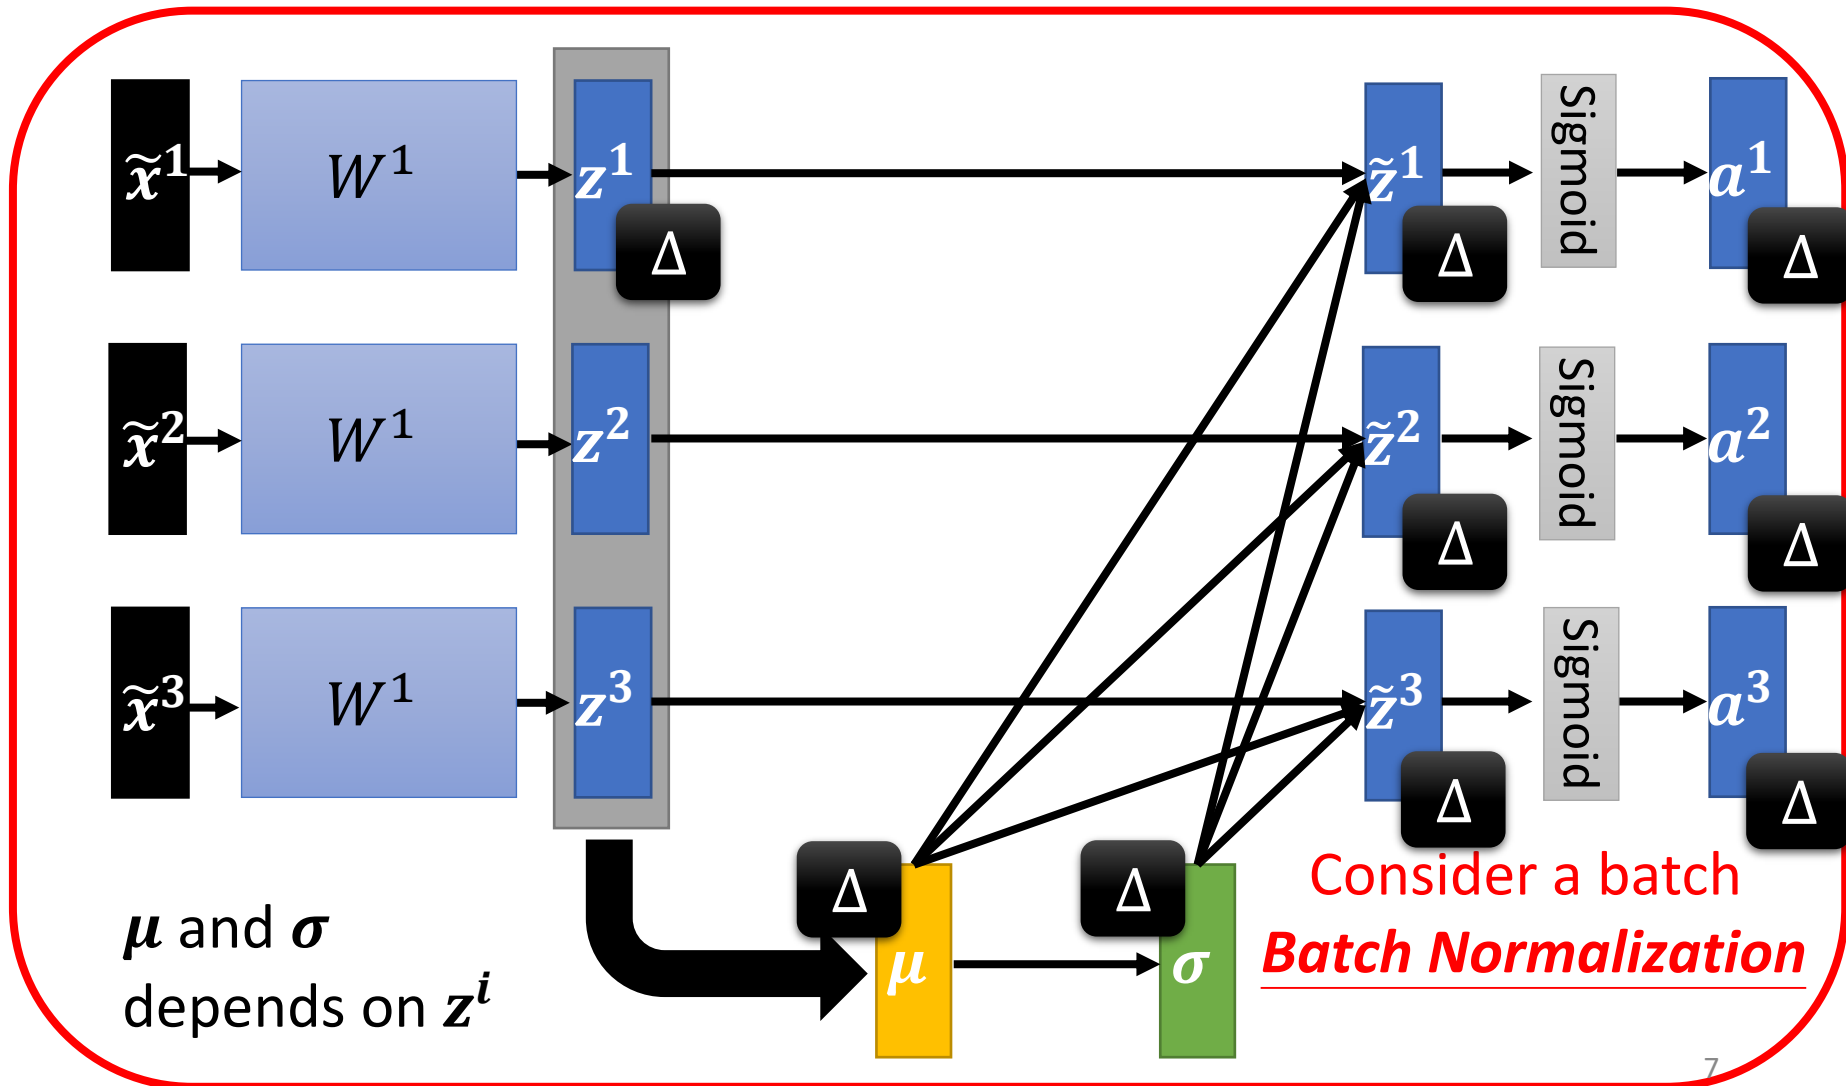 x̃¹ W¹ z¹ z̃¹ Sigmoid a¹
Δ Δ Δ
x̃² W¹ z² z̃² Sigmoid a²
Δ Δ
x̃³ W¹ z³ z̃³ Sigmoid a³
Δ Δ
Δ Δ
μ σ
μ and σ
depends on zⁱ
Consider a batch
Batch Normalization
7